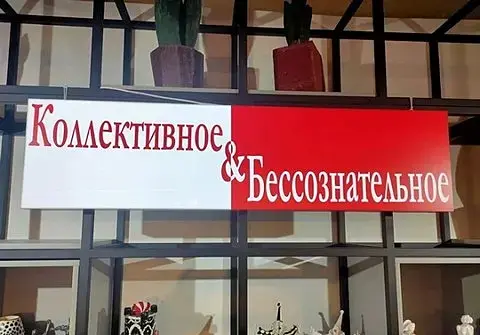 Коллективное
&
Бессознательное